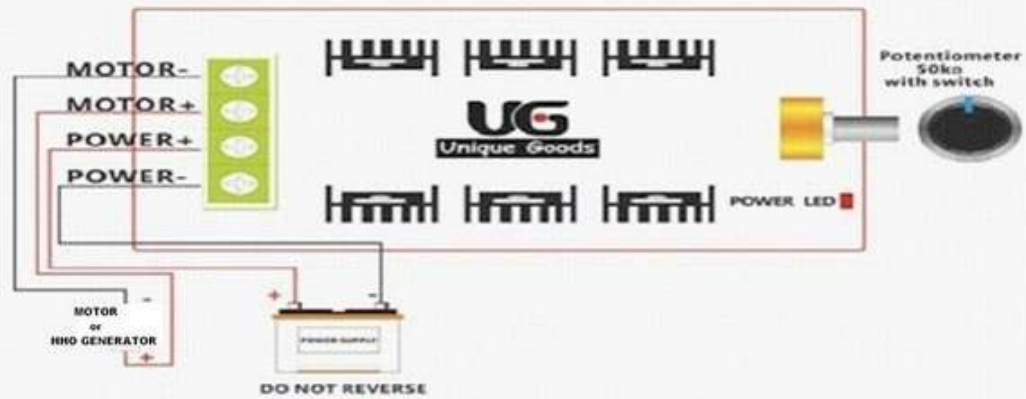 MOTOR-
MOTOR+
POWER+
POWER-
UG
Unique Goods
Potentiometer
50kΩ
with switch
POWER LED
+
-
-
MOTOR
or
HHO GENERATOR
+
POWER SUPPLY
DO NOT REVERSE